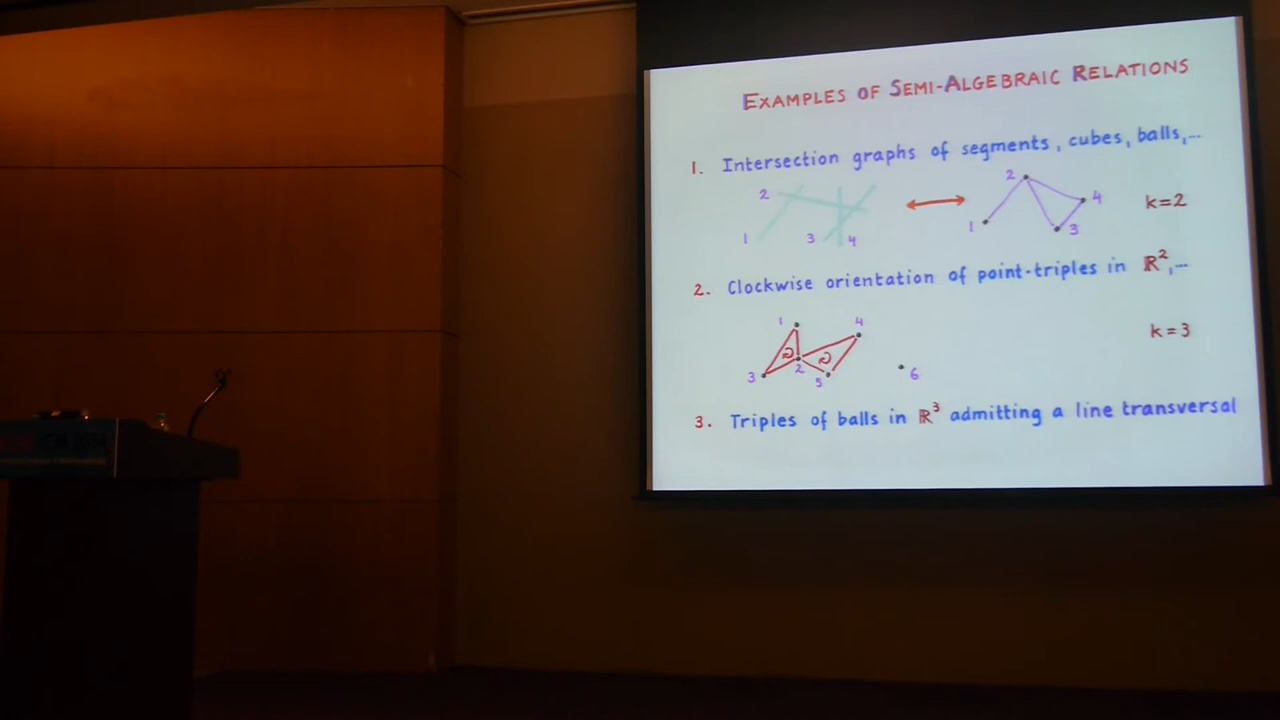 EXAMPLES OF SEMI-ALGEBRAIC RELATIONS
1. Intersection graphs of segments, cubes, balls,...
2
1 3 4
2
1 3 4
k=2
2. Clockwise orientation of point-triples in ℝ²,...
1 4
3 2 5 6
k=3
3. Triples of balls in ℝ³ admitting a line transversal